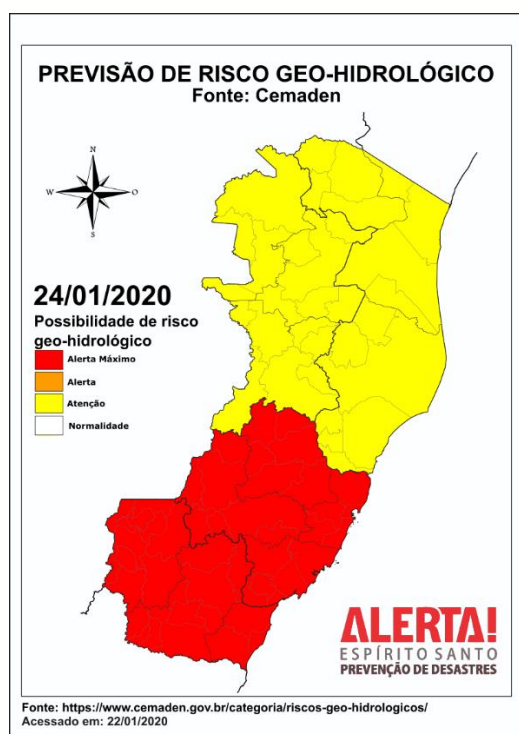 PREVISÃO DE RISCO GEO-HIDROLÓGICO
Fonte: Cemaden
N
W O
S
24/01/2020
Possibilidade de risco
geo-hidrológico
Alerta Máximo
Alerta
Atenção
Normalidade
ALERTA!
ESPÍRITO SANTO
PREVENÇÃO DE DESASTRES
Fonte: https://www.cemaden.gov.br/categoria/riscos-geo-hidrologicos/
Acessado em: 22/01/2020